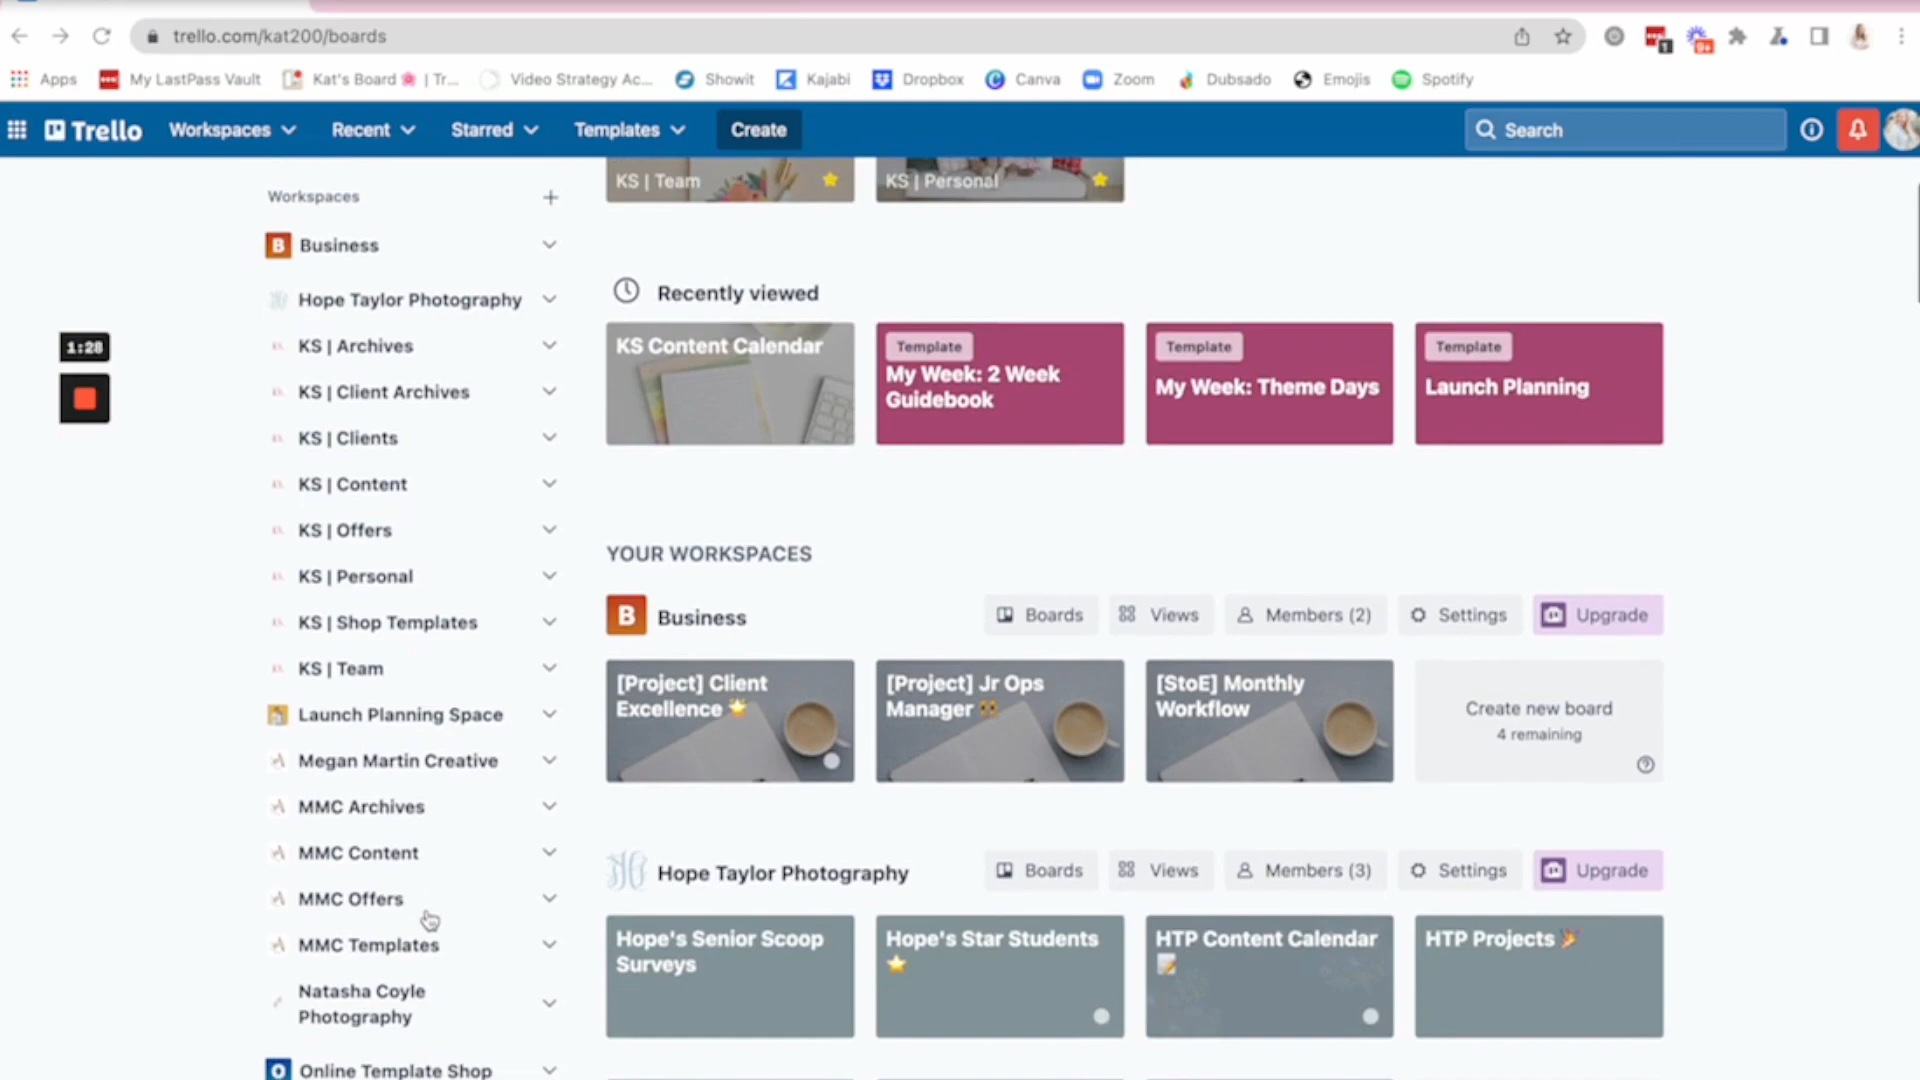 trello.com/kat200/boards
1
9+
Apps
My LastPass Vault
Kat's Board 🌸 | Tr...
Video Strategy Ac...
Showit
Kajabi
Dropbox
Canva
Zoom
Dubsado
Emojis
Spotify
Trello
Workspaces
Recent
Starred
Templates
Create
Search
Workspaces
B Business
Hope Taylor Photography
KS | Archives
KS | Client Archives
KS | Clients
KS | Content
KS | Offers
KS | Personal
KS | Shop Templates
KS | Team
Launch Planning Space
Megan Martin Creative
MMC Archives
MMC Content
MMC Offers
MMC Templates
Natasha Coyle
Photography
O Online Template Shop
1:28
KS | Team
KS | Personal
Recently viewed
KS Content Calendar
Template
My Week: 2 Week
Guidebook
Template
My Week: Theme Days
Template
Launch Planning
YOUR WORKSPACES
B Business
Boards
Views
Members (2)
Settings
Upgrade
[Project] Client
Excellence 🌟
[Project] Jr Ops
Manager 👯
[StoE] Monthly
Workflow
Create new board
4 remaining
Hope Taylor Photography
Boards
Views
Members (3)
Settings
Upgrade
Hope's Senior Scoop
Surveys
Hope's Star Students
⭐
HTP Content Calendar
📝
HTP Projects 🎉